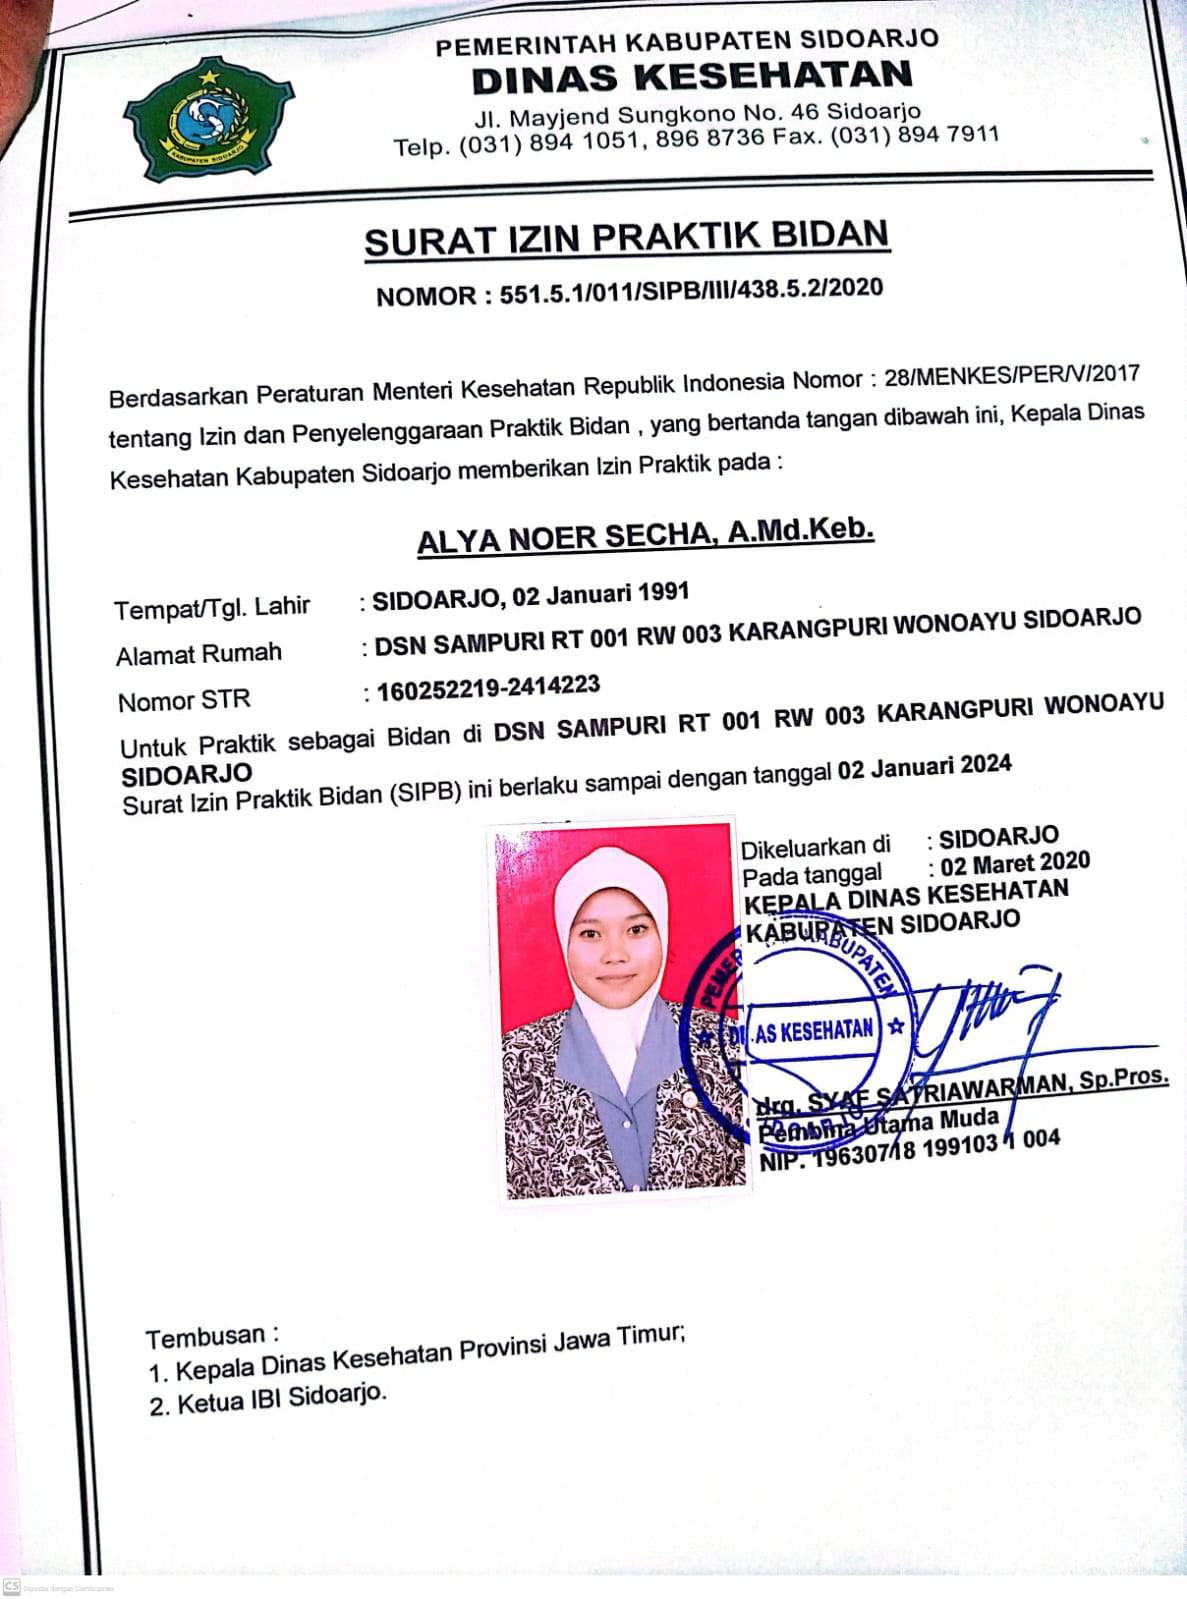 PEMERINTAH KABUPATEN SIDOARJO
DINAS KESEHATAN
Jl. Mayjend Sungkono No. 46 Sidoarjo
Telp. (031) 894 1051, 896 8736 Fax. (031) 894 7911
KABUPATEN SIDOARJO
SURAT IZIN PRAKTIK BIDAN
NOMOR : 551.5.1/011/SIPB/III/438.5.2/2020
Berdasarkan Peraturan Menteri Kesehatan Republik Indonesia Nomor : 28/MENKES/PER/V/2017
tentang Izin dan Penyelenggaraan Praktik Bidan , yang bertanda tangan dibawah ini, Kepala Dinas
Kesehatan Kabupaten Sidoarjo memberikan Izin Praktik pada :
ALYA NOER SECHA, A.Md.Keb.
Tempat/Tgl. Lahir : SIDOARJO, 02 Januari 1991
Alamat Rumah : DSN SAMPURI RT 001 RW 003 KARANGPURI WONOAYU SIDOARJO
Nomor STR : 160252219-2414223
Untuk Praktik sebagai Bidan di DSN SAMPURI RT 001 RW 003 KARANGPURI WONOAYU
SIDOARJO
Surat Izin Praktik Bidan (SIPB) ini berlaku sampai dengan tanggal 02 Januari 2024
Dikeluarkan di : SIDOARJO
Pada tanggal : 02 Maret 2020
KEPALA DINAS KESEHATAN
KABUPATEN SIDOARJO
KABUPATEN
AS KESEHATAN
drg. SYAF SATRIAWARMAN, Sp.Pros.
Pembina Utama Muda
NIP. 19630718 199103 1 004
Tembusan :
1. Kepala Dinas Kesehatan Provinsi Jawa Timur;
2. Ketua IBI Sidoarjo.
CS Dipindai dengan CamScanner